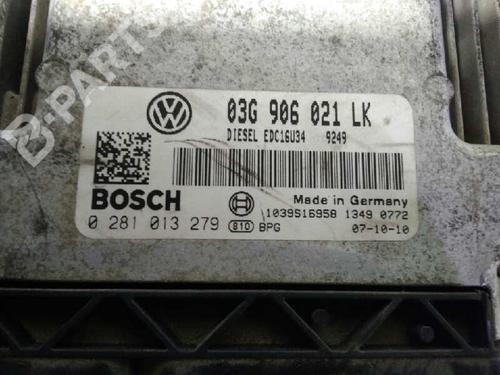 B-PARTS
03G 906 021 LK
DIESEL EDC16U34 9249
BOSCH
Made in Germany
1039S16958 1349 0772
0 281 013 279 810 BPG 07-10-10